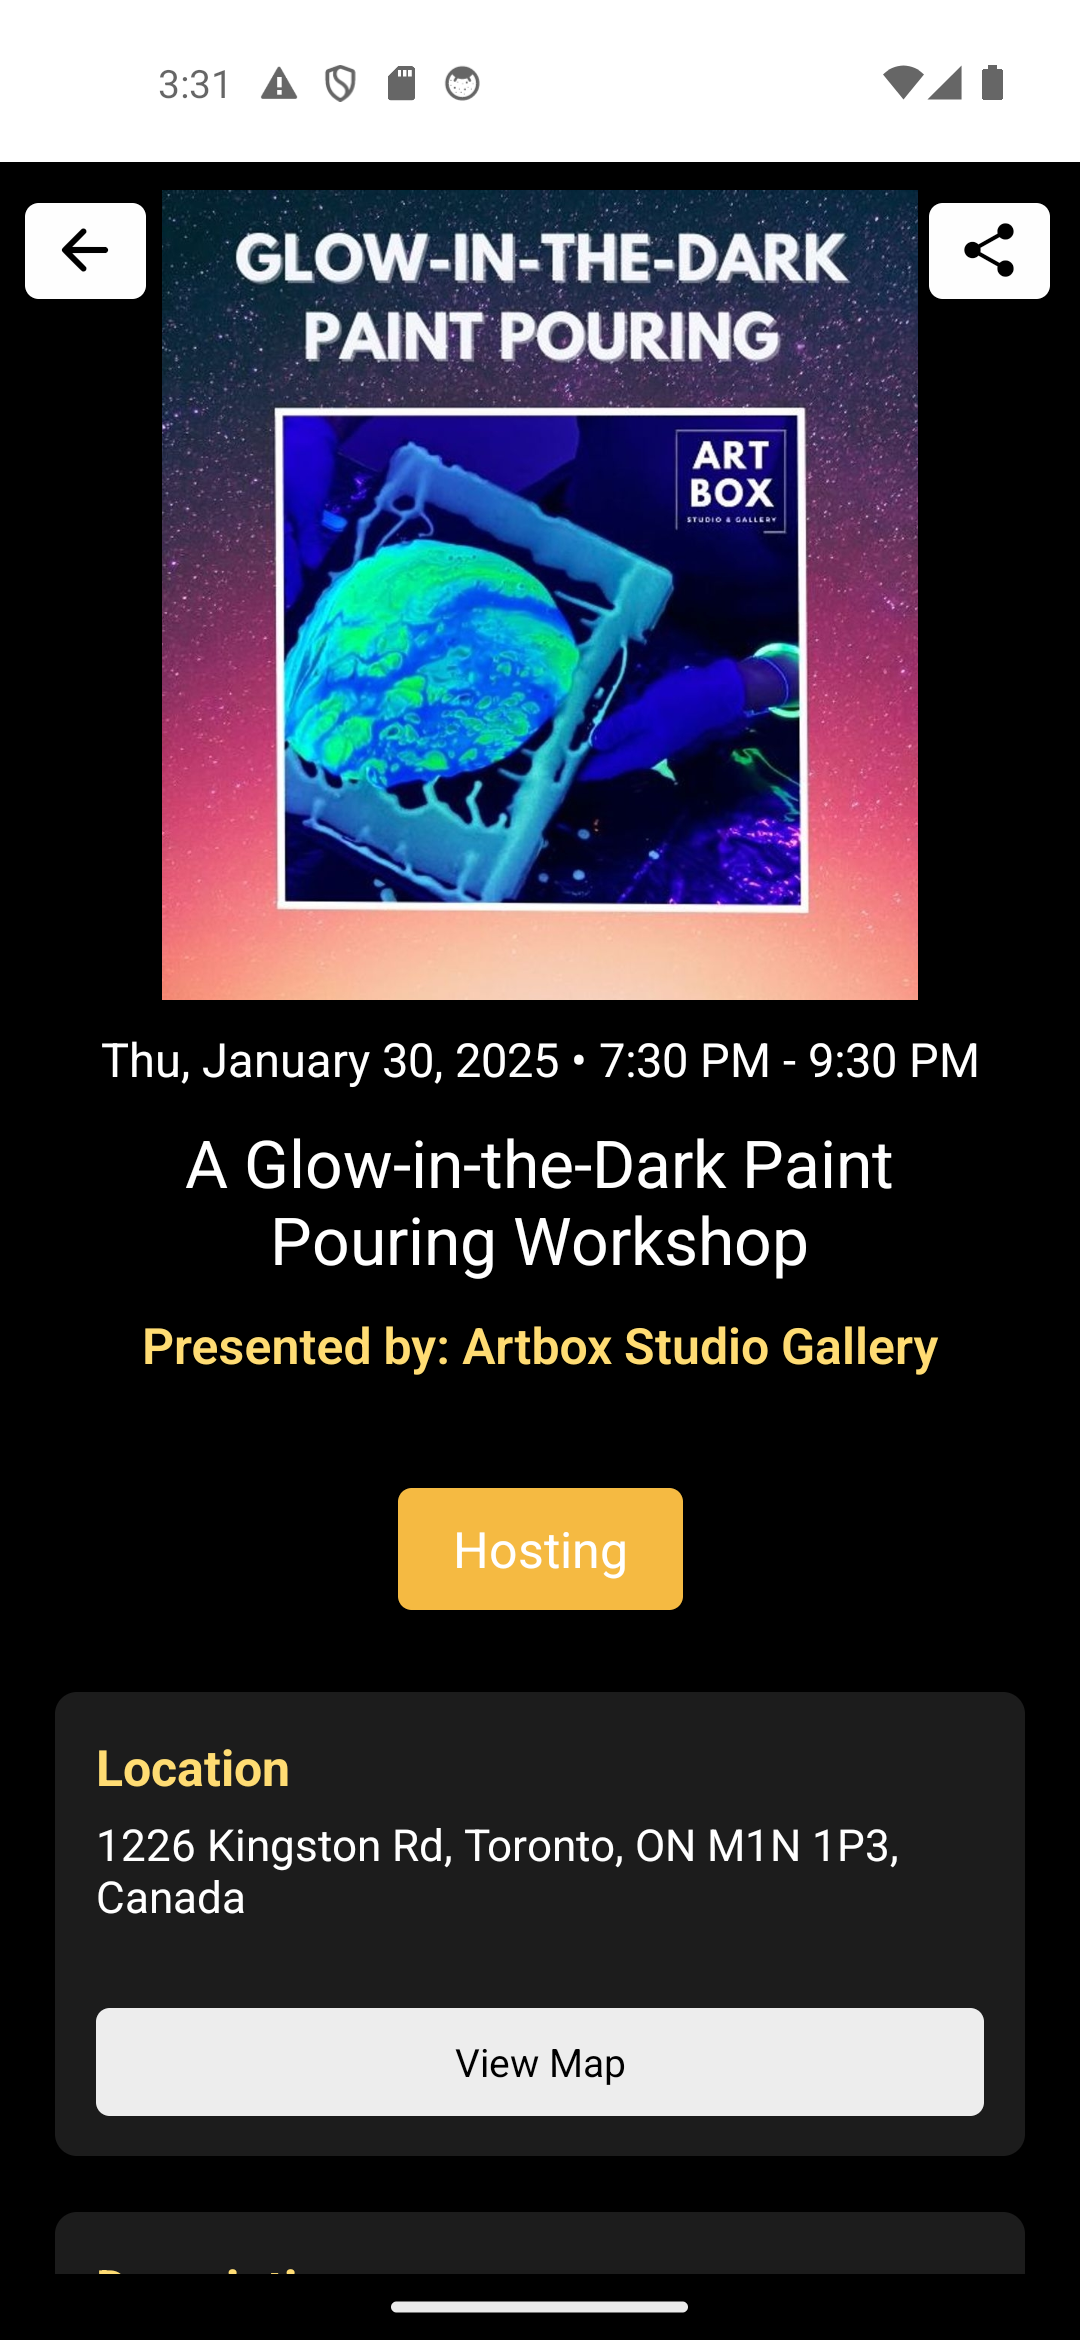 3:31
GLOW-IN-THE-DARK
PAINT POURING
ART
BOX
STUDIO & GALLERY
Thu, January 30, 2025 • 7:30 PM - 9:30 PM
A Glow-in-the-Dark Paint
Pouring Workshop
Presented by: Artbox Studio Gallery
Hosting
Location
1226 Kingston Rd, Toronto, ON M1N 1P3,
Canada
View Map